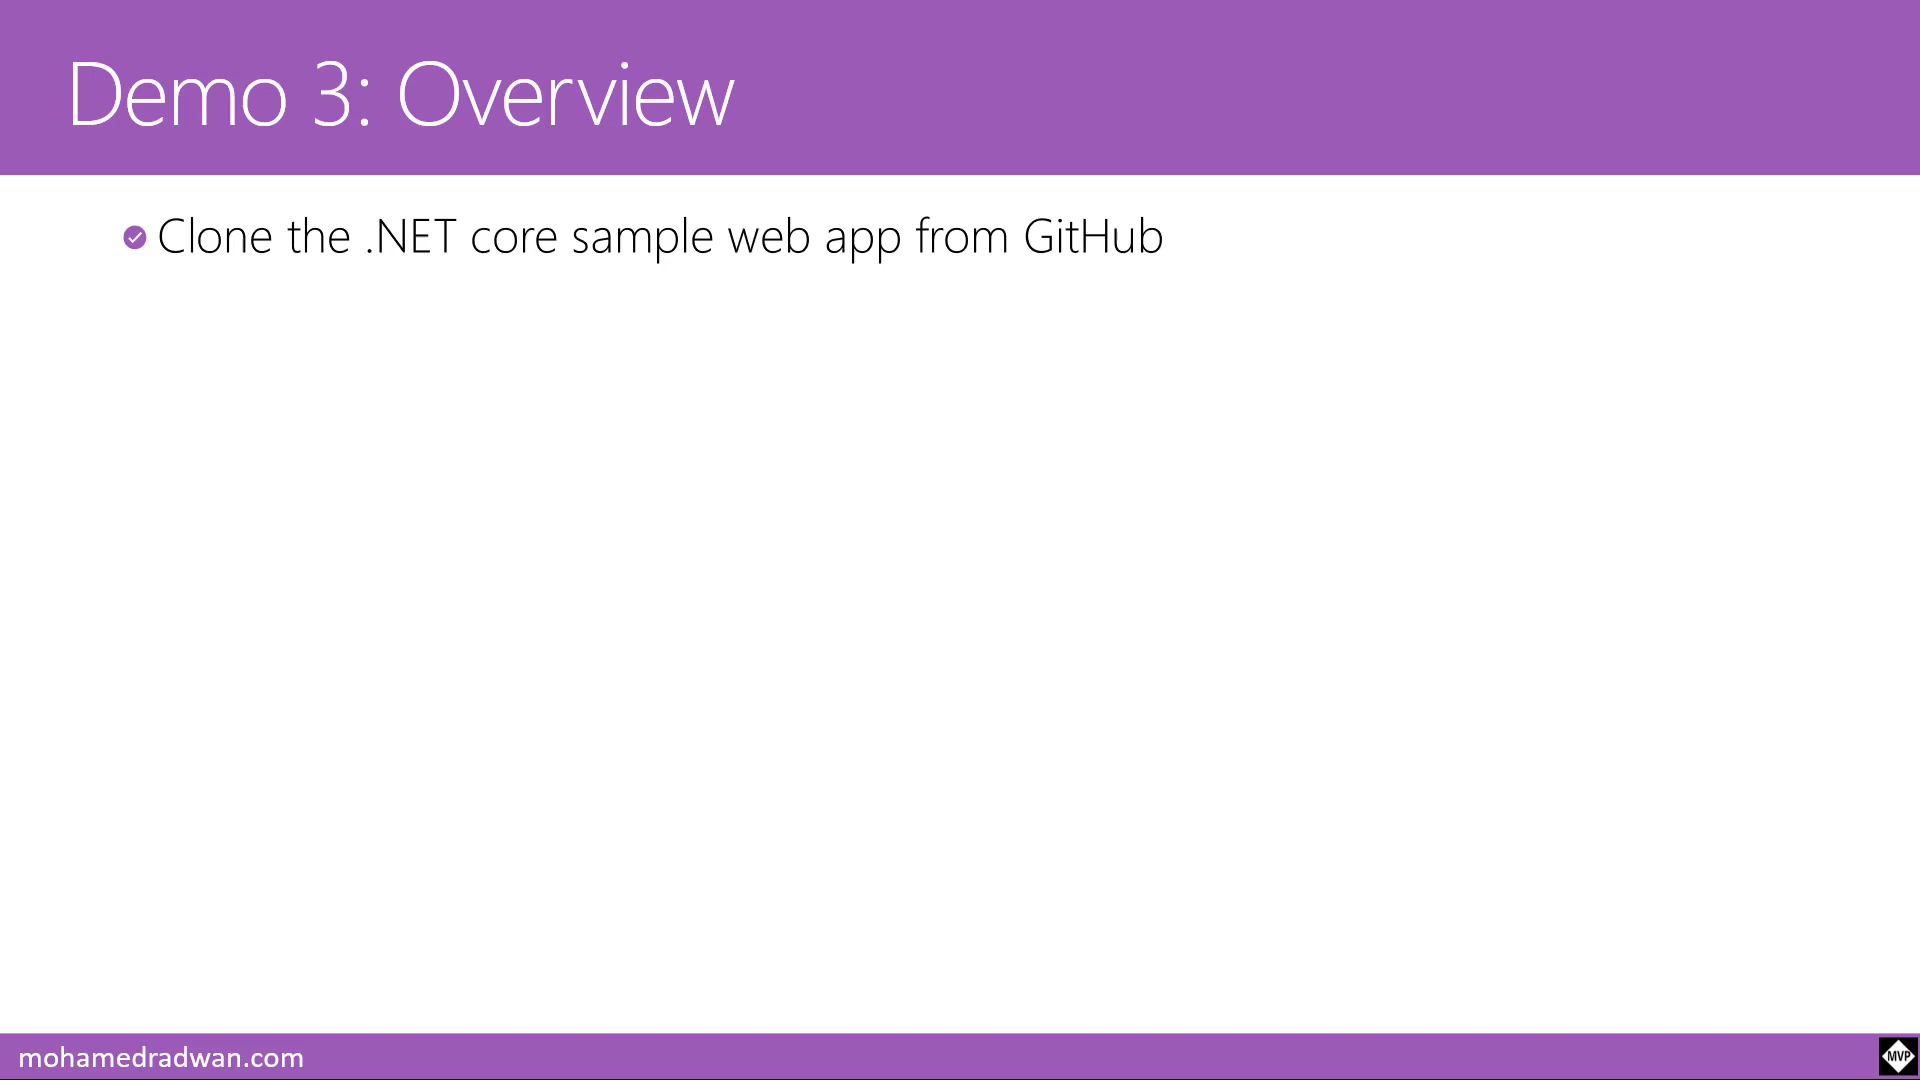 Demo 3: Overview
Clone the .NET core sample web app from GitHub
mohamedradwan.com
MVP